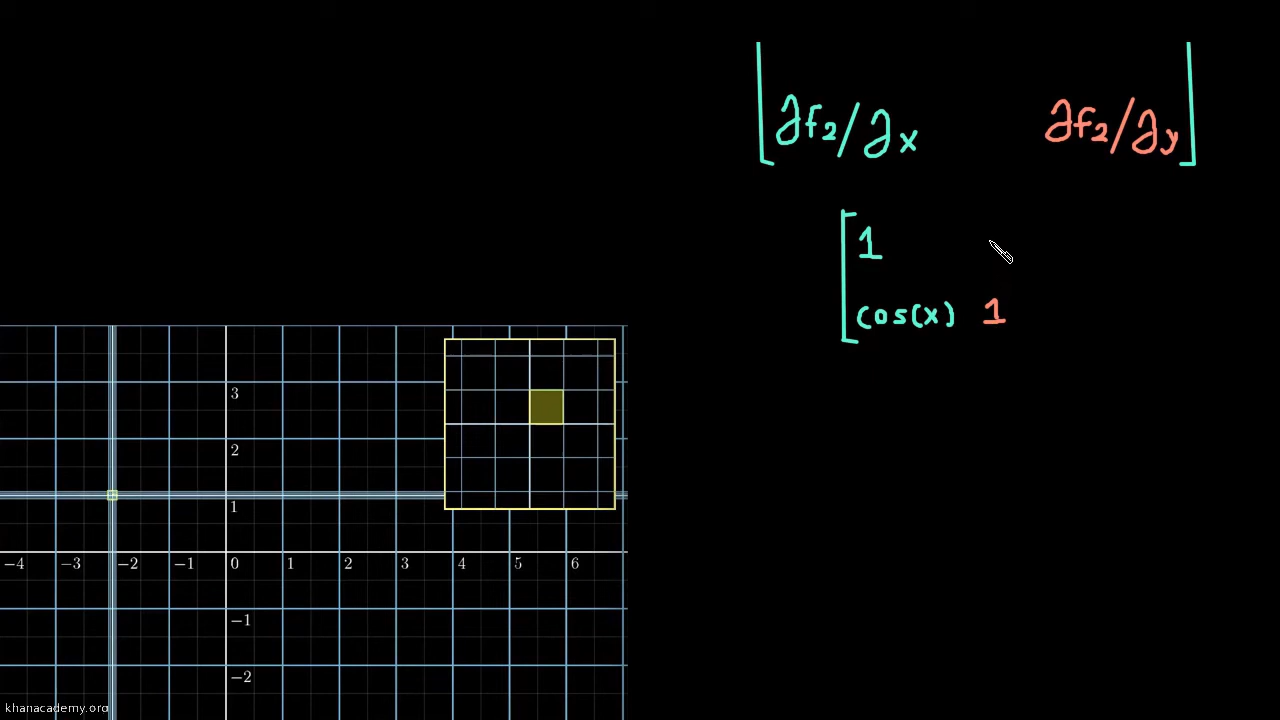 ∂f₂/∂x ∂f₂/∂y
1
cos(x) 1
3
2
1
−4 −3 −2 −1 0 1 2 3 4 5 6
−1
−2
khanacademy.org